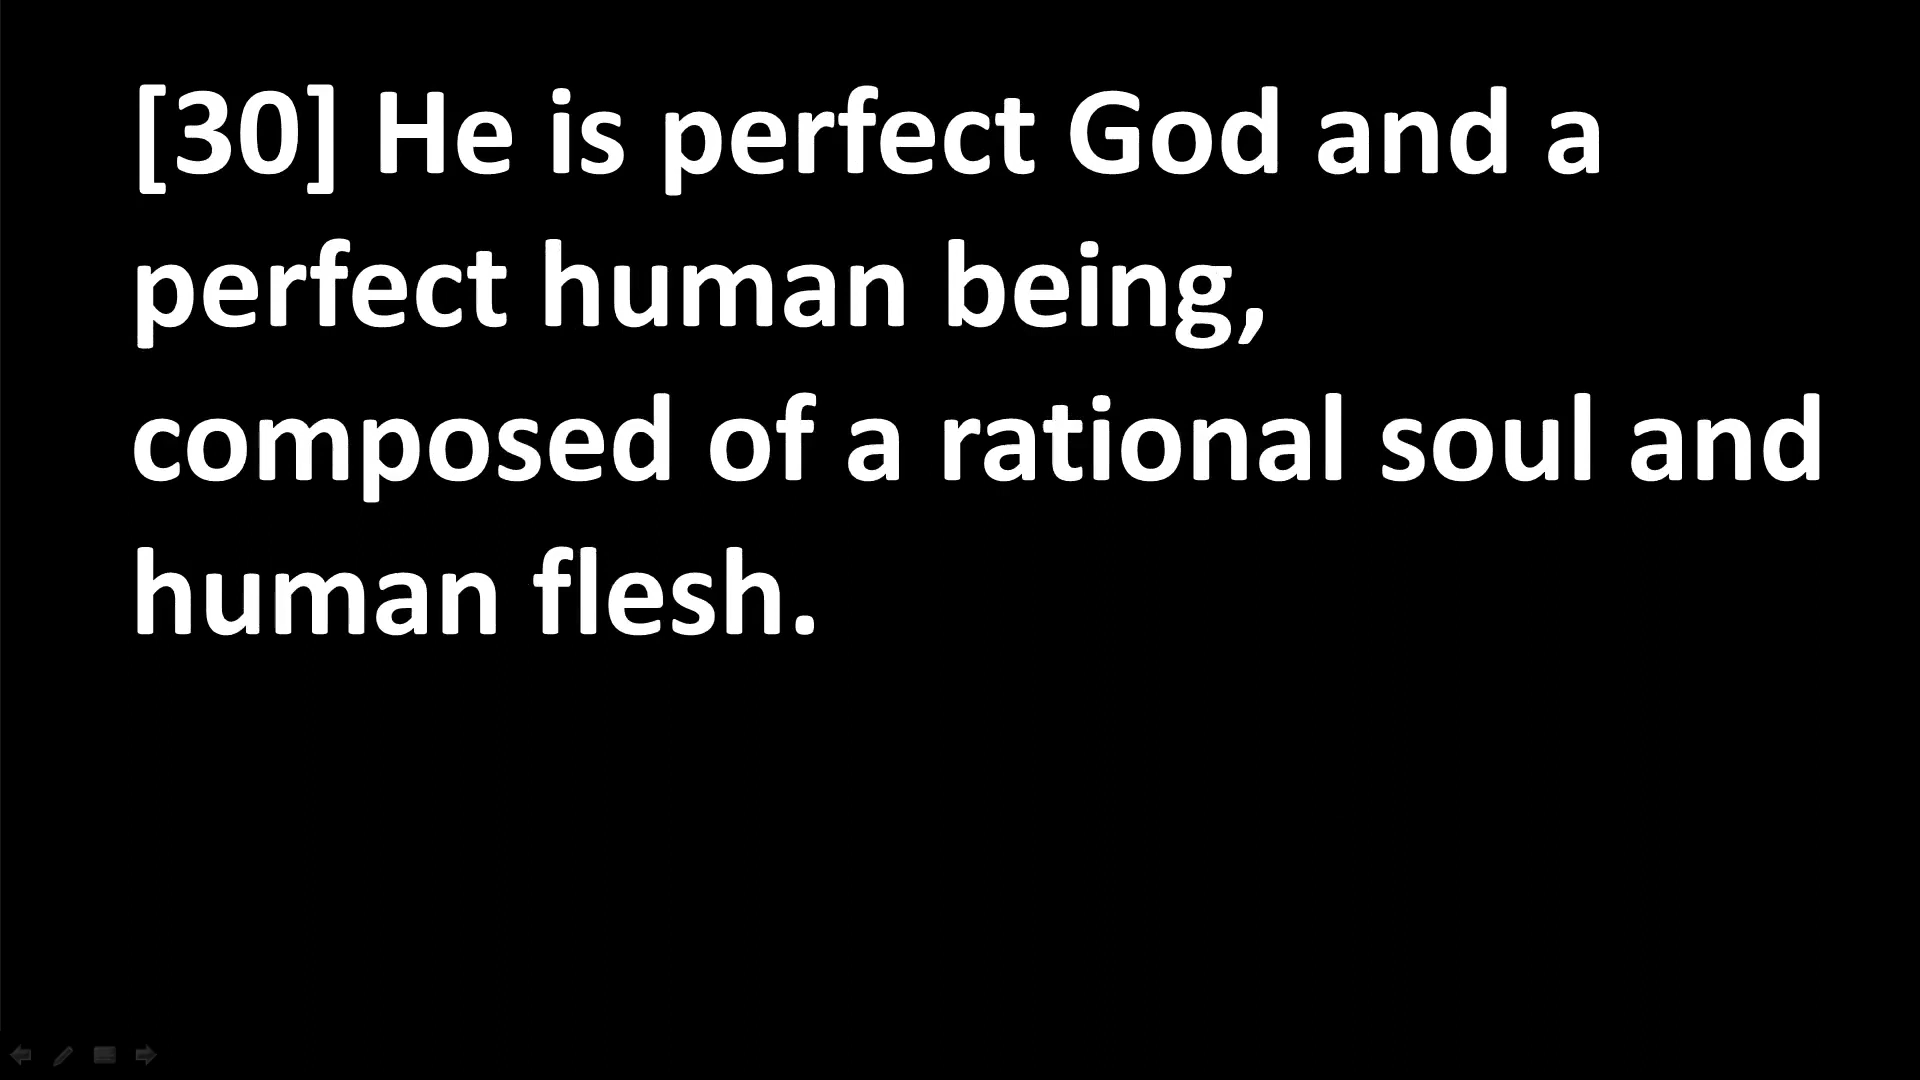 [30] He is perfect God and a
perfect human being,
composed of a rational soul and
human flesh.